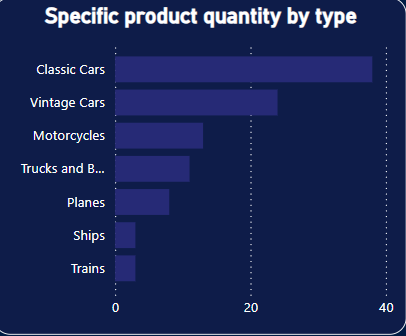 Specific product quantity by type
Classic Cars
Vintage Cars
Motorcycles
Trucks and B...
Planes
Ships
Trains
0 20 40